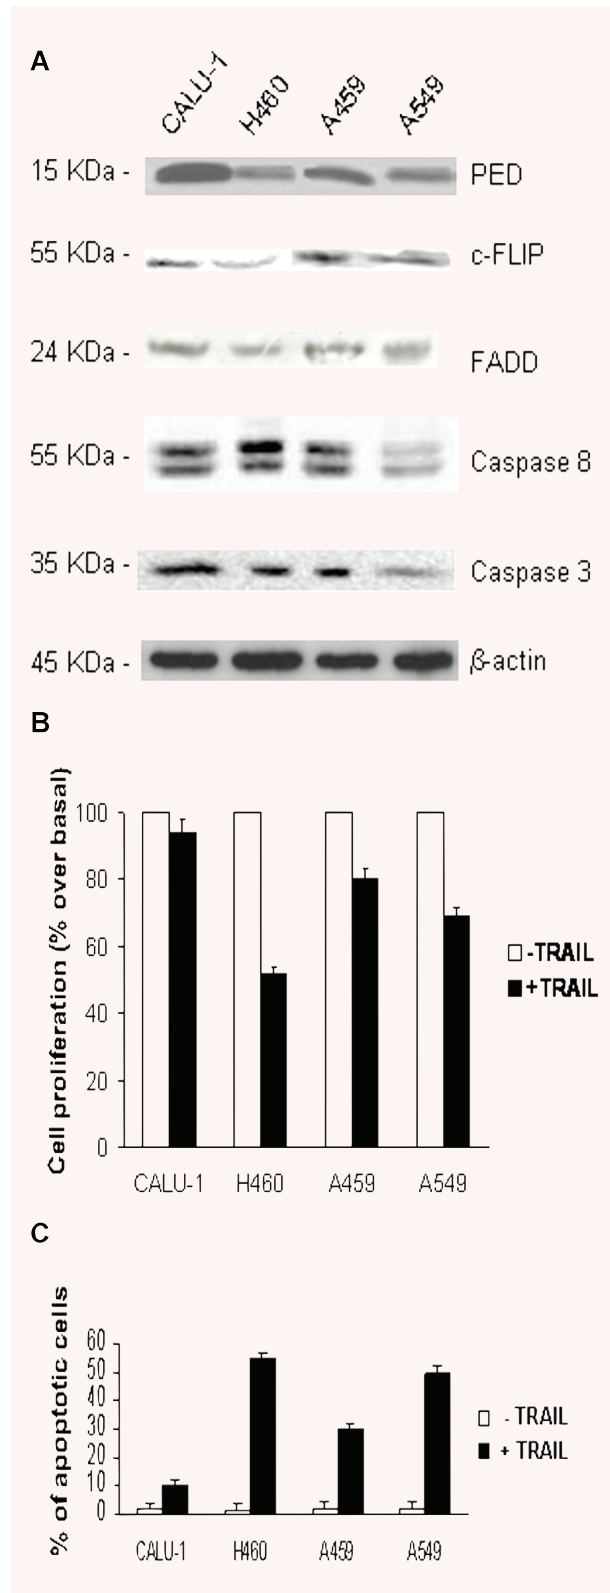 A
CALU-1 H460 A459 A549
15 KDa - PED
55 KDa - c-FLIP
24 KDa - FADD
55 KDa - Caspase 8
35 KDa - Caspase 3
45 KDa - ß-actin
B
Cell proliferation (% over basal)
100
80
60
40
20
0
CALU-1 H460 A459 A549
-TRAIL
+TRAIL
C
% of apoptotic cells
60
50
40
30
20
10
0
CALU-1 H460 A459 A549
- TRAIL
+ TRAIL